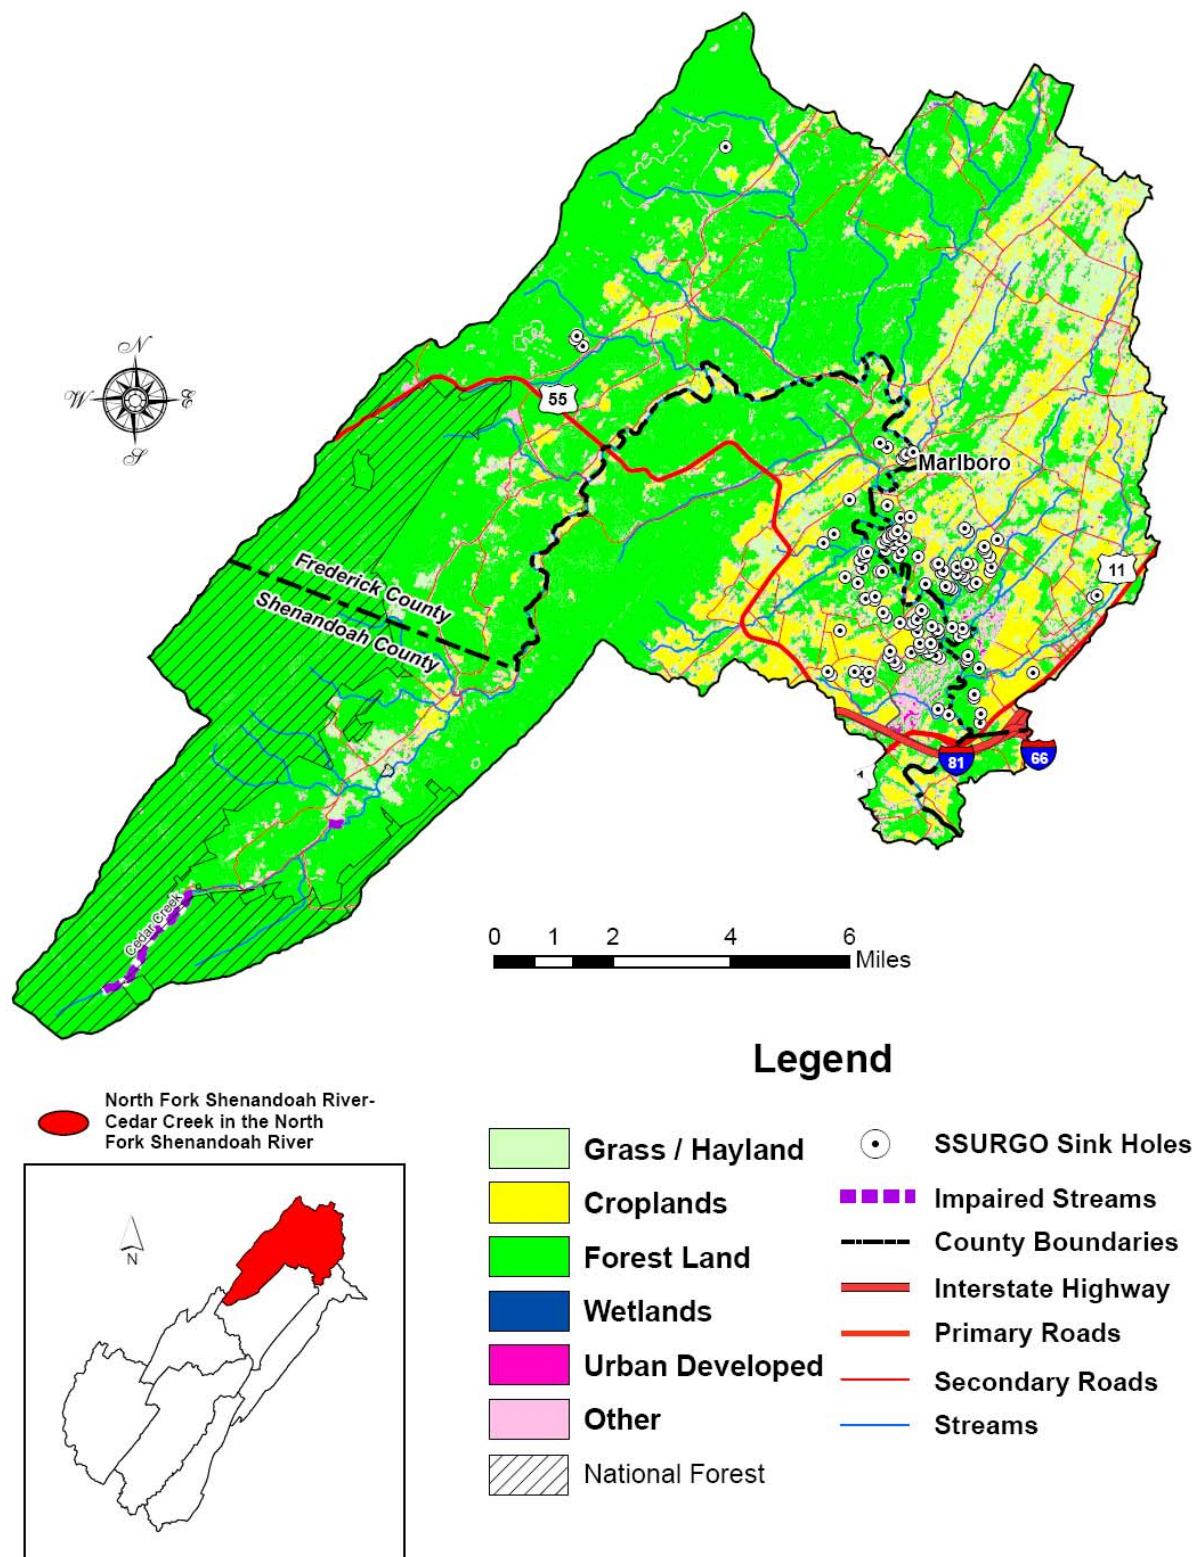 N
W
E
S
55
Marlboro
11
Frederick County
Shenandoah County
81
66
Cedar Creek
0 1 2 4 6
Miles
Legend
North Fork Shenandoah River-
Cedar Creek in the North
Fork Shenandoah River
N
Grass / Hayland
Croplands
Forest Land
Wetlands
Urban Developed
Other
National Forest
SSURGO Sink Holes
Impaired Streams
County Boundaries
Interstate Highway
Primary Roads
Secondary Roads
Streams